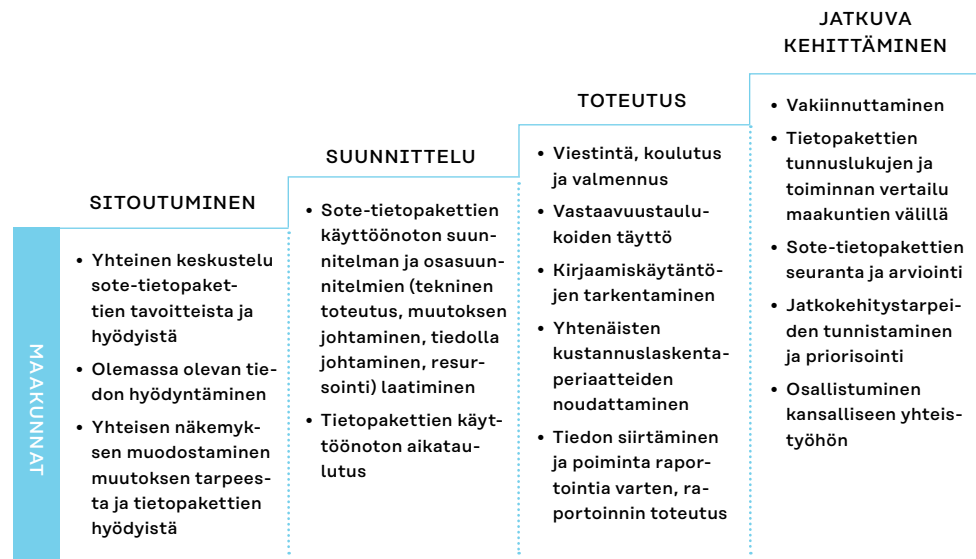 MAAKUNNAT
SITOUTUMINEN
• Yhteinen keskustelu
sote-tietopaket-
tien tavoitteista ja
hyödyistä
• Olemassa olevan tie-
don hyödyntäminen
• Yhteisen näkemyk-
sen muodostaminen
muutoksen tarpees-
ta ja tietopakettien
hyödyistä
SUUNNITTELU
• Sote-tietopakettien
käyttöönoton suun-
nitelman ja osasuun-
nitelmien (tekninen
toteutus, muutoksen
johtaminen, tiedolla
johtaminen, resur-
sointi) laatiminen
• Tietopakettien käyt-
töönoton aikatau-
lutus
TOTEUTUS
• Viestintä, koulutus
ja valmennus
• Vastaavuustaulu-
koiden täyttö
• Kirjaamiskäytäntö-
jen tarkentaminen
• Yhtenäisten
kustannuslaskenta-
periaatteiden
noudattaminen
• Tiedon siirtäminen
ja poiminta rapor-
tointia varten, ra-
portoinnin toteutus
JATKUVA
KEHITTÄMINEN
• Vakiinnuttaminen
• Tietopakettien
tunnuslukujen ja
toiminnan vertailu
maakuntien välillä
• Sote-tietopakettien
seuranta ja arviointi
• Jatkokehitystarpei-
den tunnistaminen
ja priorisointi
• Osallistuminen
kansalliseen yhteis-
työhön